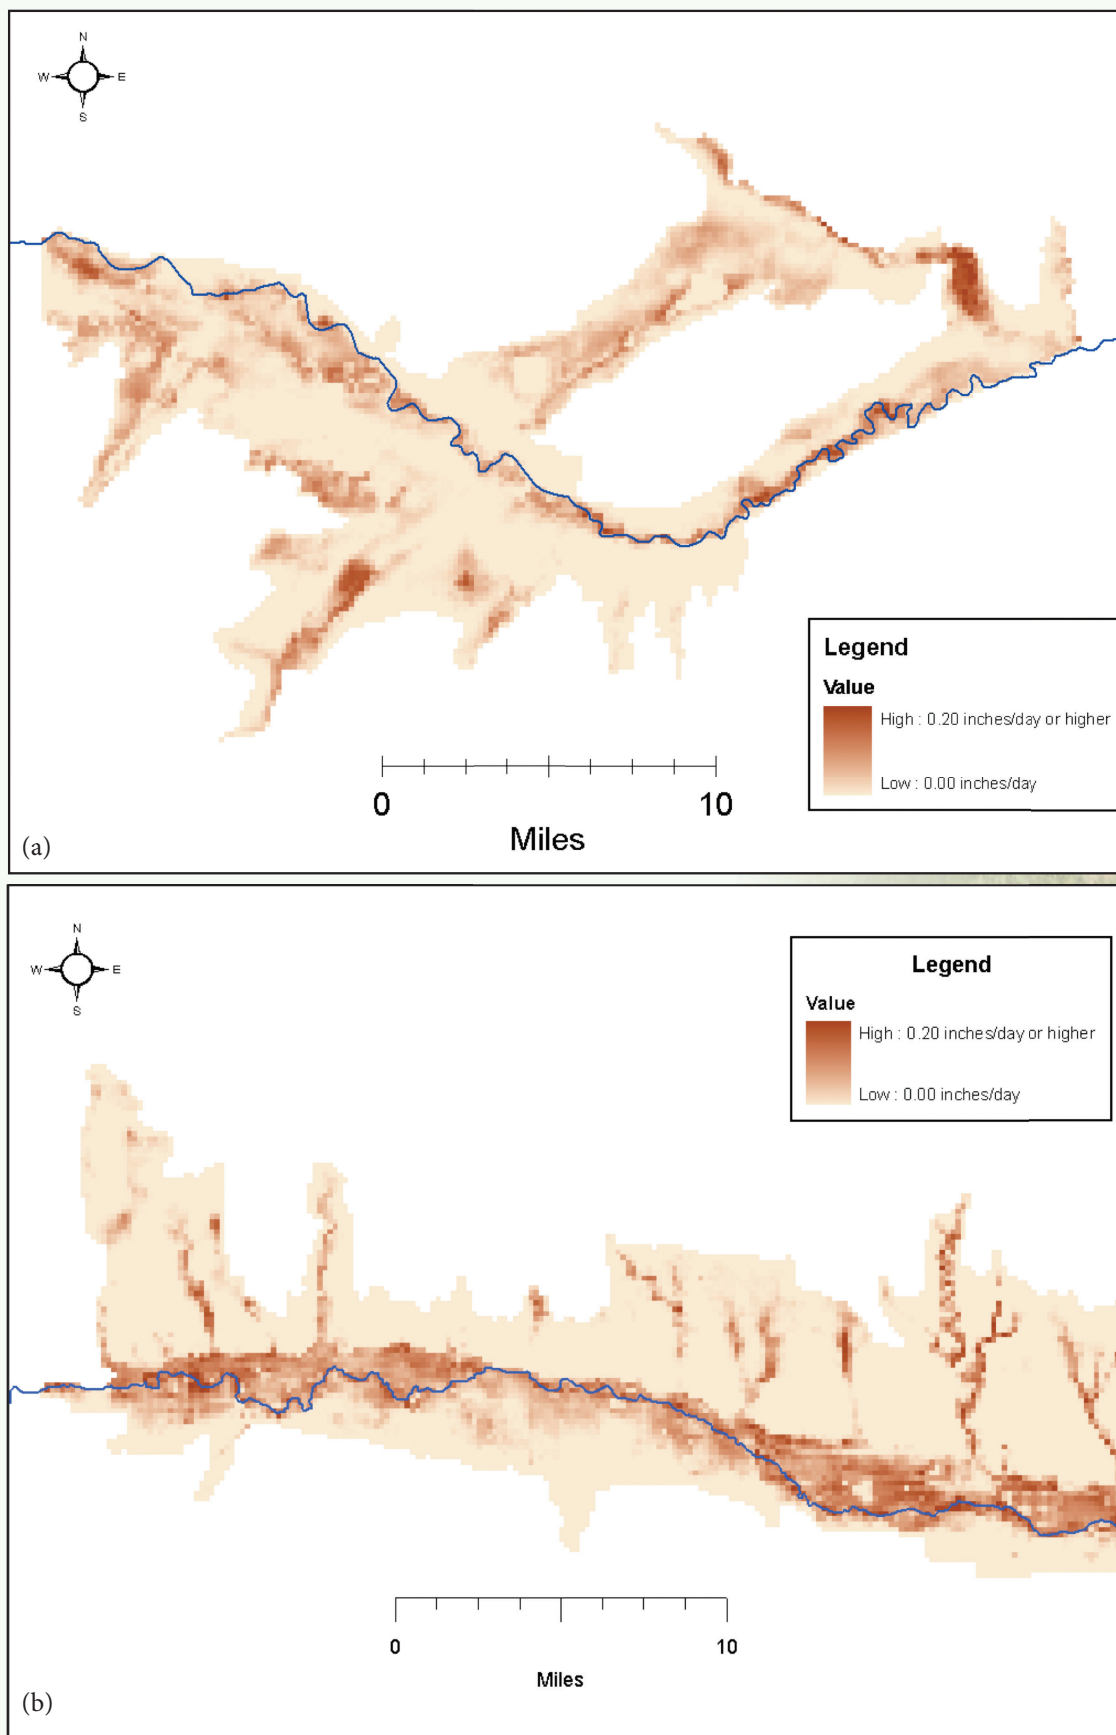 N
W E
S
Legend
Value
High : 0.20 inches/day or higher
Low : 0.00 inches/day
0 10
Miles
(a)
N
W E
S
Legend
Value
High : 0.20 inches/day or higher
Low : 0.00 inches/day
0 10
Miles
(b)